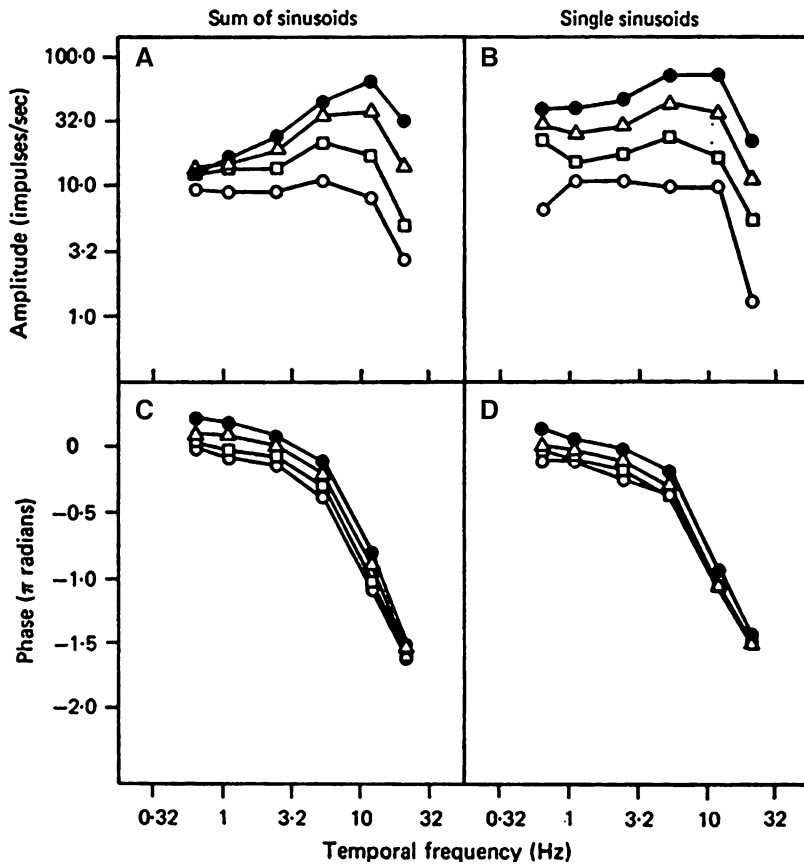 Sum of sinusoids
Single sinusoids
A
B
Amplitude (impulses/sec)
100·0
32·0
10·0
3·2
1·0
C
D
Phase (π radians)
0
−0·5
−1·0
−1·5
−2·0
0·32 1 3·2 10 32
0·32 1 3·2 10 32
Temporal frequency (Hz)